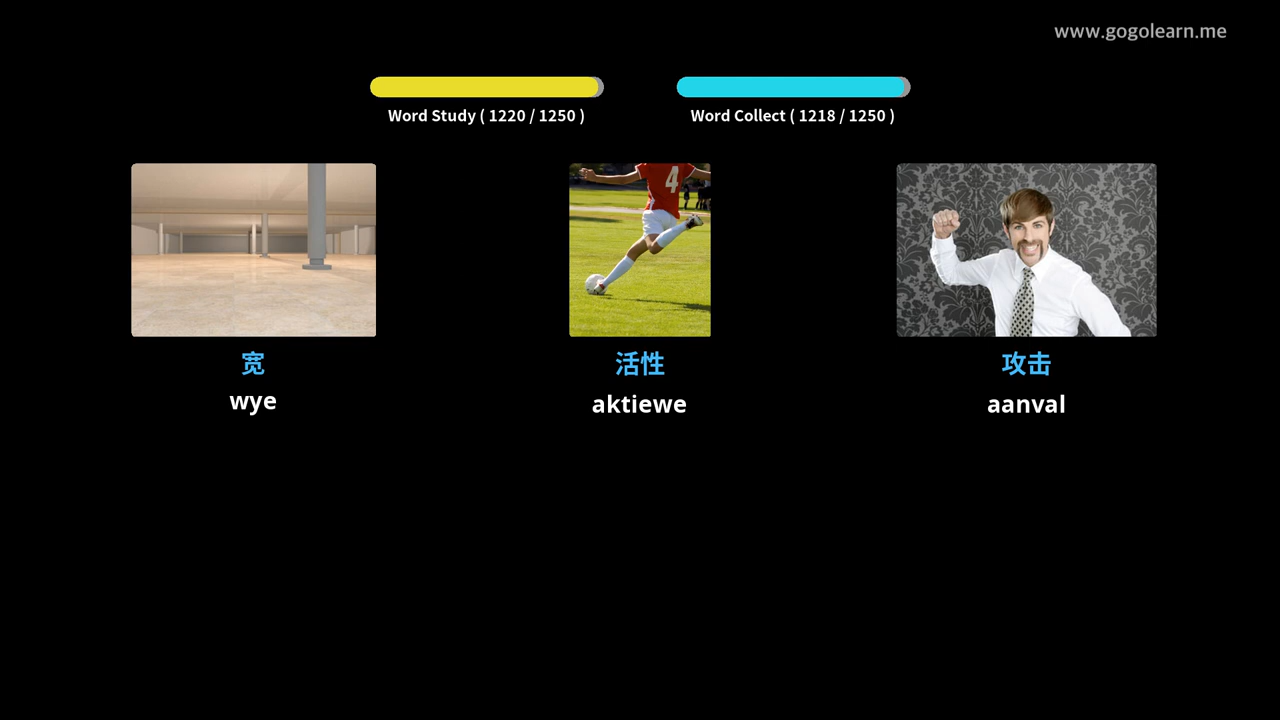 www.gogolearn.me
Word Study ( 1220 / 1250 )
Word Collect ( 1218 / 1250 )
4
宽
活性
攻击
wye
aktiewe
aanval